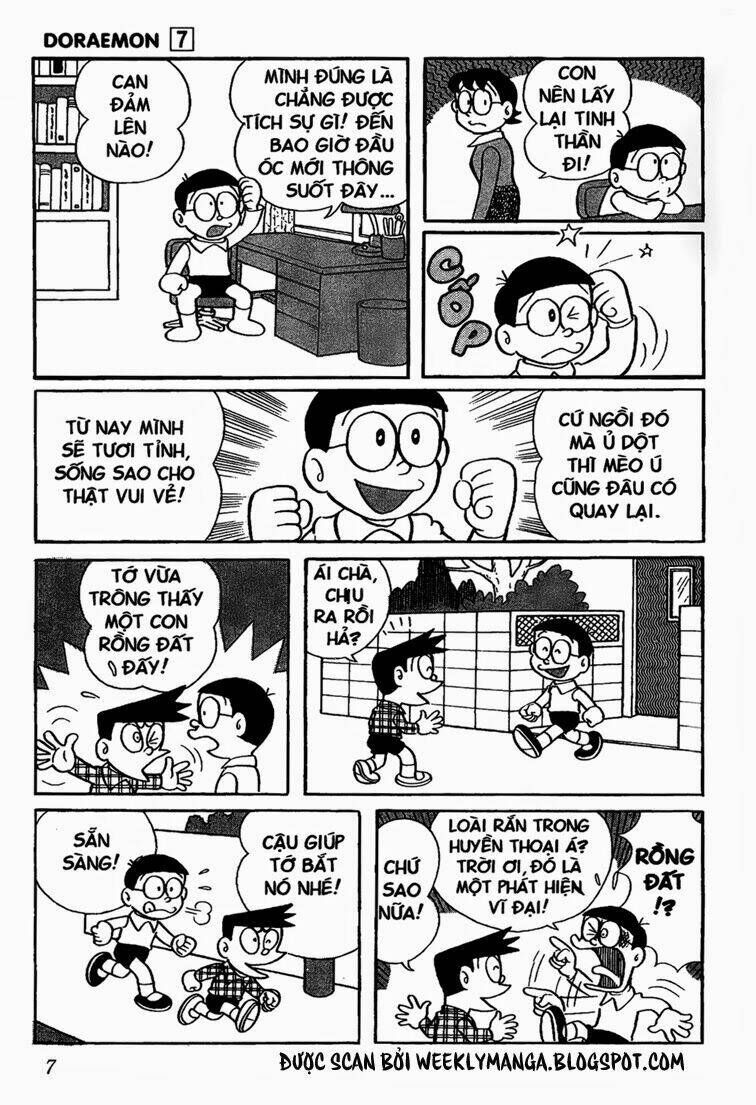 DORAEMON 7
CON
NÊN LẤY
LẠI TINH
THẦN
ĐI!
MÌNH ĐÚNG LÀ
CHẲNG ĐƯỢC
TÍCH SỰ GÌ! ĐẾN
BAO GIỜ ĐẦU
ÓC MỚI THÔNG
SUỐT ĐÂY...
CAN
ĐẢM
LÊN
NÀO!
CỐP
CỨ NGỒI ĐÓ
MÀ Ủ DỘT
THÌ MÈO Ú
CŨNG ĐÂU CÓ
QUAY LẠI.
TỪ NAY MÌNH
SẼ TƯƠI TỈNH,
SỐNG SAO CHO
THẬT VUI VẺ!
ÁI CHÀ,
CHỊU
RA RỒI
HẢ?
TỚ VỪA
TRÔNG THẤY
MỘT CON
RỒNG ĐẤT
ĐẤY!
RỒNG
ĐẤT
!?
LOÀI RẮN TRONG
HUYỀN THOẠI Á?
TRỜI ƠI, ĐÓ LÀ
MỘT PHÁT HIỆN
VĨ ĐẠI!
CHỨ
SAO
NỮA!
CẬU GIÚP
TỚ BẮT
NÓ NHÉ!
SẴN
SÀNG!
7
ĐƯỢC SCAN BỞI WEEKLYMANGA.BLOGSPOT.COM